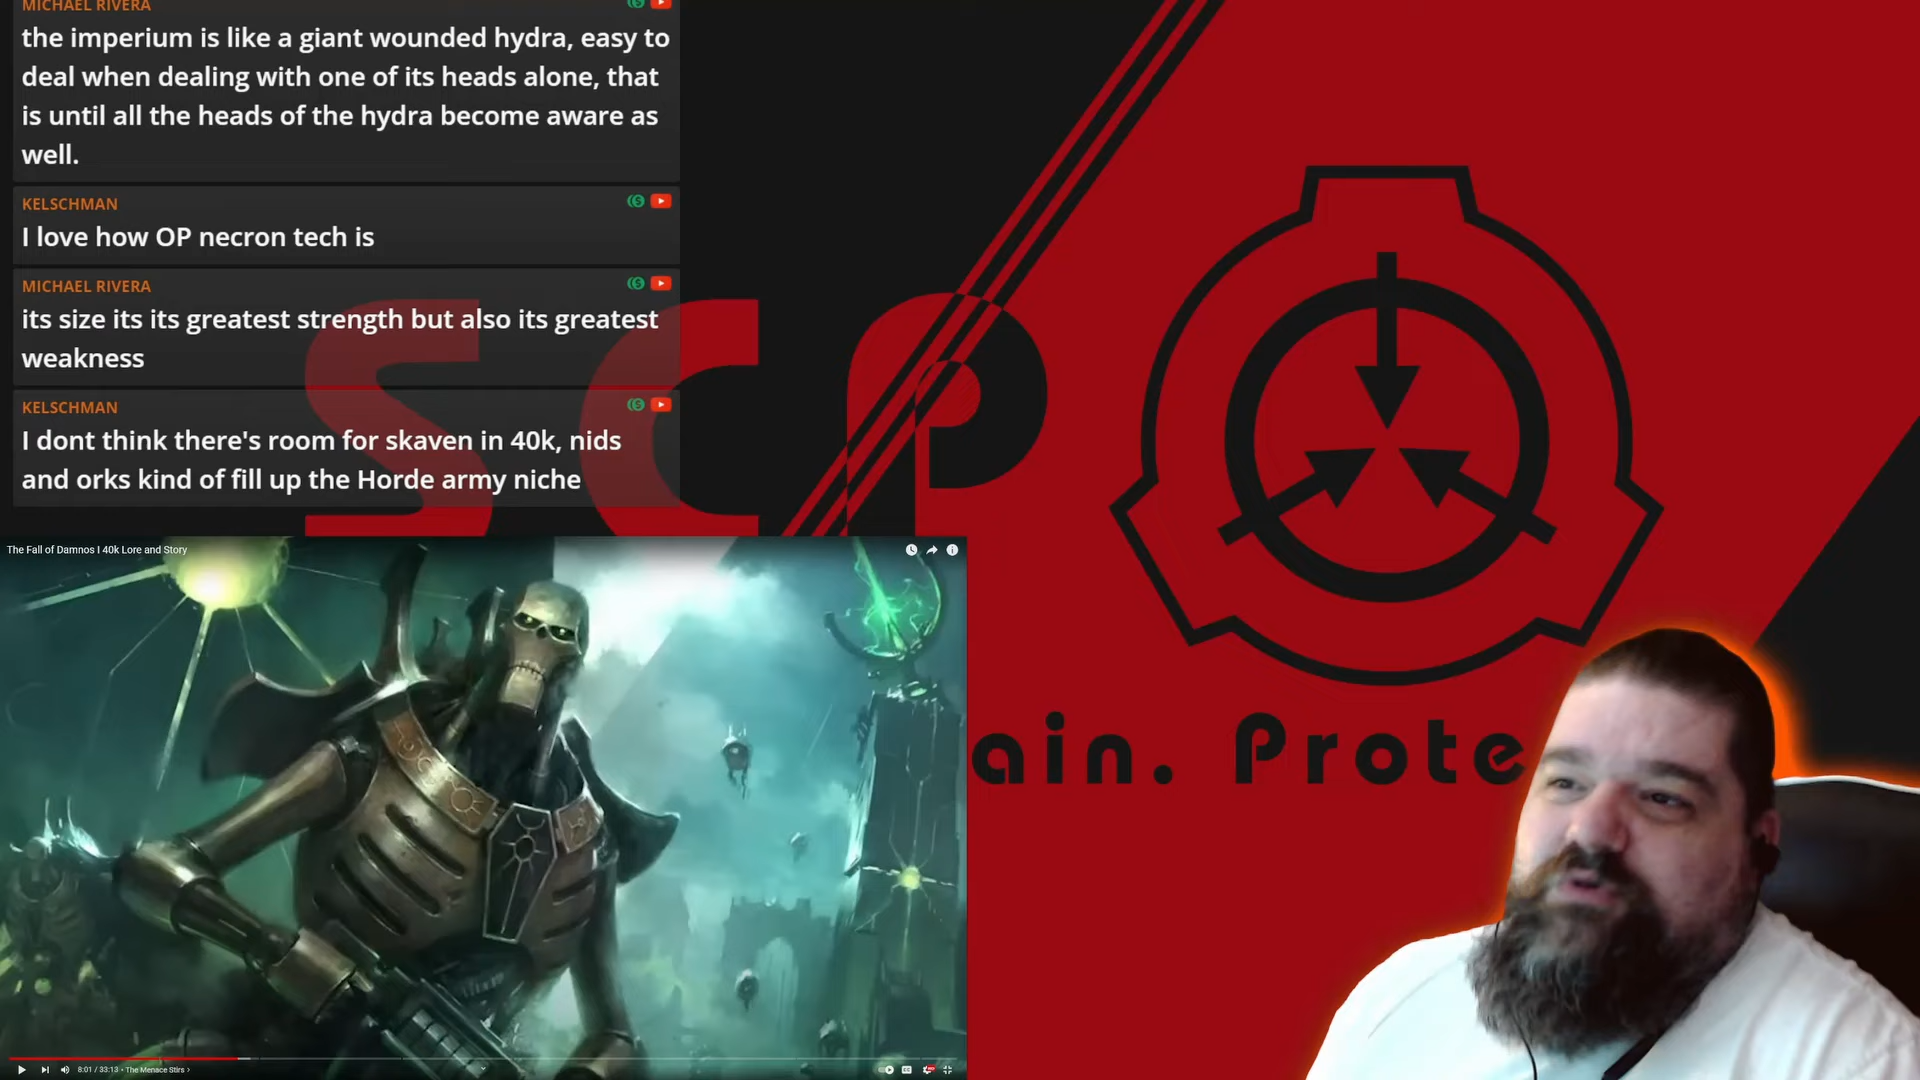 MICHAEL RIVERA
the imperium is like a giant wounded hydra, easy to
deal when dealing with one of its heads alone, that
is until all the heads of the hydra become aware as
well.
KELSCHMAN
I love how OP necron tech is
MICHAEL RIVERA
its size its its greatest strength but also its greatest
weakness
KELSCHMAN
I dont think there's room for skaven in 40k, nids
and orks kind of fill up the Horde army niche
SCP
ain. Prote
The Fall of Damnos I 40k Lore and Story
8:01 / 33:13 • The Menace Stirs ›